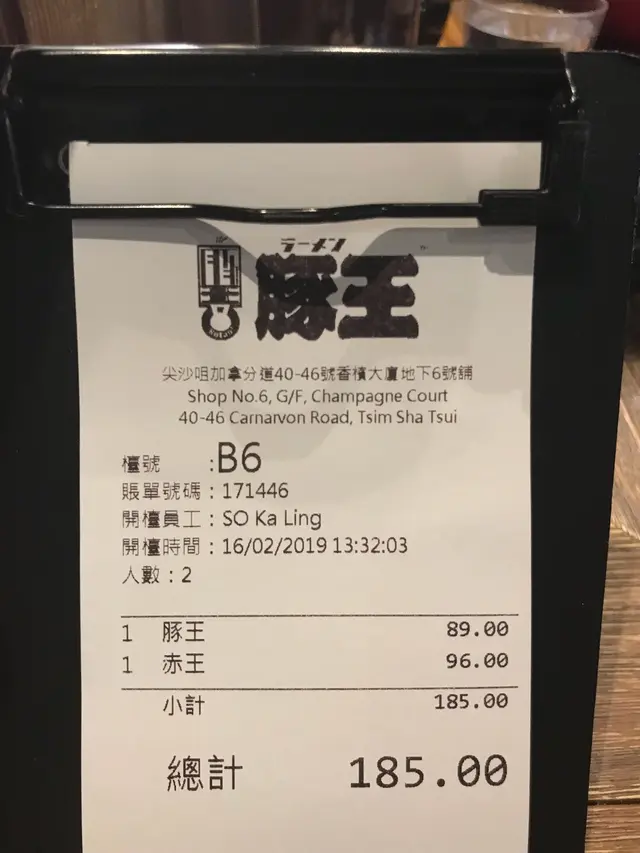 ラーメン
豚王
尖沙咀加拿分道40-46號香檳大廈地下6號舖
Shop No.6, G/F, Champagne Court
40-46 Carnarvon Road, Tsim Sha Tsui
檯號 :B6
賬單號碼：171446
開檯員工：SO Ka Ling
開檯時間：16/02/2019 13:32:03
人數：2
1 豚王 89.00
1 赤王 96.00
小計 185.00
總計 185.00